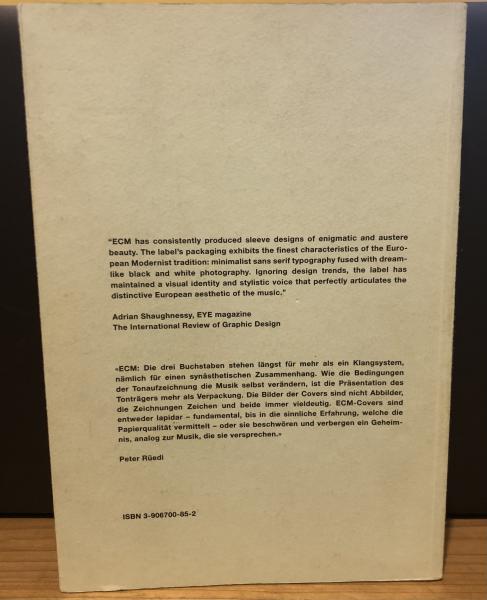 "ECM has consistently produced sleeve designs of enigmatic and austere
beauty. The label's packaging exhibits the finest characteristics of the Euro-
pean Modernist tradition: minimalist sans serif typography fused with dream-
like black and white photography. Ignoring design trends, the label has
maintained a visual identity and stylistic voice that perfectly articulates the
distinctive European aesthetic of the music."
Adrian Shaughnessy, EYE magazine
The International Review of Graphic Design
«ECM: Die drei Buchstaben stehen längst für mehr als ein Klangsystem,
nämlich für einen synästhetischen Zusammenhang. Wie die Bedingungen
der Tonaufzeichnung die Musik selbst verändern, ist die Präsentation des
Tonträgers mehr als Verpackung. Die Bilder der Covers sind nicht Abbilder,
die Zeichnungen Zeichen und beide immer vieldeutig. ECM-Covers sind
entweder lapidar – fundamental, bis in die sinnliche Erfahrung, welche die
Papierqualität vermittelt – oder sie beschwören und verbergen ein Geheim-
nis, analog zur Musik, die sie versprechen.»
Peter Rüedi
ISBN 3-906700-85-2